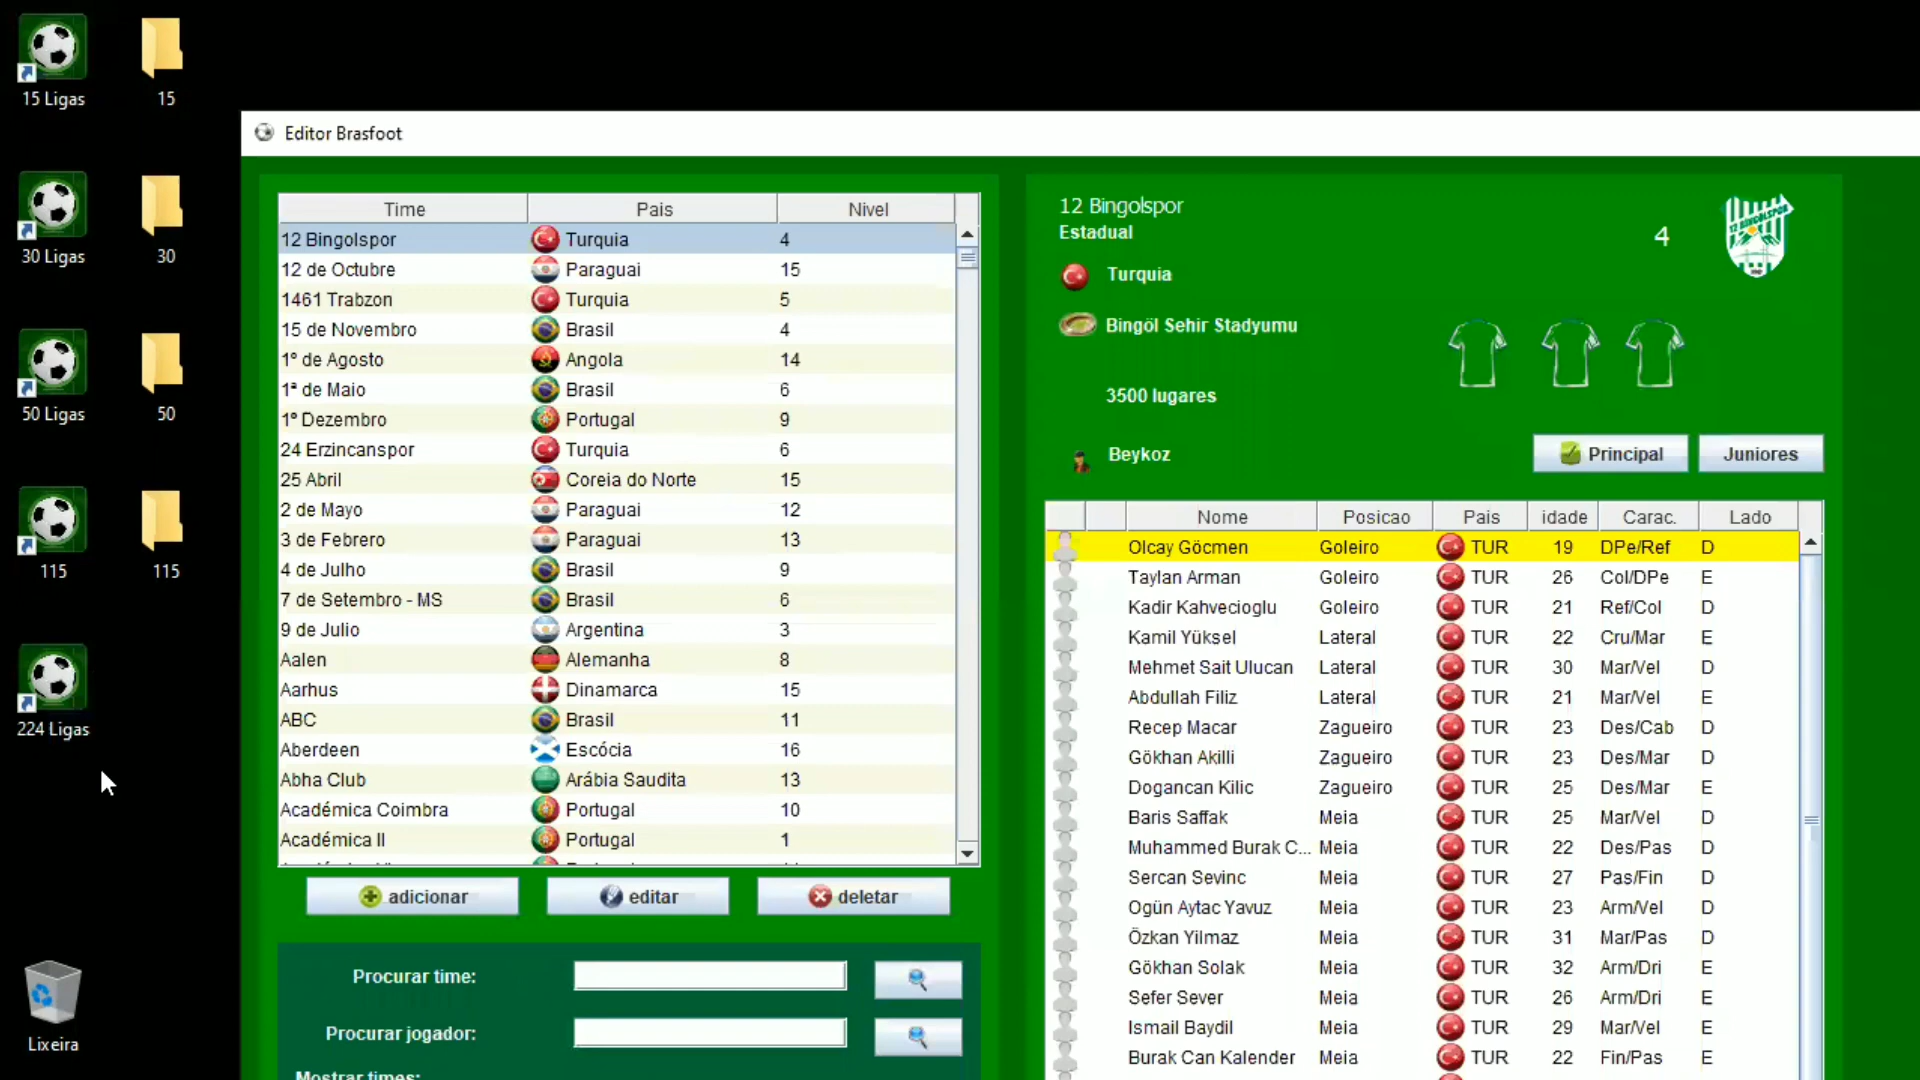 15 Ligas
15
30 Ligas
30
50 Ligas
50
115
115
224 Ligas
Lixeira
Editor Brasfoot
Time Pais Nivel
12 Bingolspor Turquia 4
12 de Octubre Paraguai 15
1461 Trabzon Turquia 5
15 de Novembro Brasil 4
1º de Agosto Angola 14
1ª de Maio Brasil 6
1º Dezembro Portugal 9
24 Erzincanspor Turquia 6
25 Abril Coreia do Norte 15
2 de Mayo Paraguai 12
3 de Febrero Paraguai 13
4 de Julho Brasil 9
7 de Setembro - MS Brasil 6
9 de Julio Argentina 3
Aalen Alemanha 8
Aarhus Dinamarca 15
ABC Brasil 11
Aberdeen Escócia 16
Abha Club Arábia Saudita 13
Académica Coimbra Portugal 10
Académica II Portugal 1
adicionar editar deletar
Procurar time:
Procurar jogador:
Mostrar times:
12 Bingolspor
Estadual
4
Turquia
Bingöl Sehir Stadyumu
3500 lugares
Beykoz
Principal Juniores
Nome Posicao Pais idade Carac. Lado
Olcay Göcmen Goleiro TUR 19 DPe/Ref D
Taylan Arman Goleiro TUR 26 Col/DPe E
Kadir Kahvecioglu Goleiro TUR 21 Ref/Col D
Kamil Yüksel Lateral TUR 22 Cru/Mar E
Mehmet Sait Ulucan Lateral TUR 30 Mar/Vel D
Abdullah Filiz Lateral TUR 21 Mar/Vel E
Recep Macar Zagueiro TUR 23 Des/Cab D
Gökhan Akilli Zagueiro TUR 23 Des/Mar D
Dogancan Kilic Zagueiro TUR 25 Des/Mar E
Baris Saffak Meia TUR 25 Mar/Vel D
Muhammed Burak C... Meia TUR 22 Des/Pas D
Sercan Sevinc Meia TUR 27 Pas/Fin D
Ogün Aytac Yavuz Meia TUR 23 Arm/Vel D
Özkan Yilmaz Meia TUR 31 Mar/Pas D
Gökhan Solak Meia TUR 32 Arm/Dri E
Sefer Sever Meia TUR 26 Arm/Dri E
Ismail Baydil Meia TUR 29 Mar/Vel E
Burak Can Kalender Meia TUR 22 Fin/Pas E